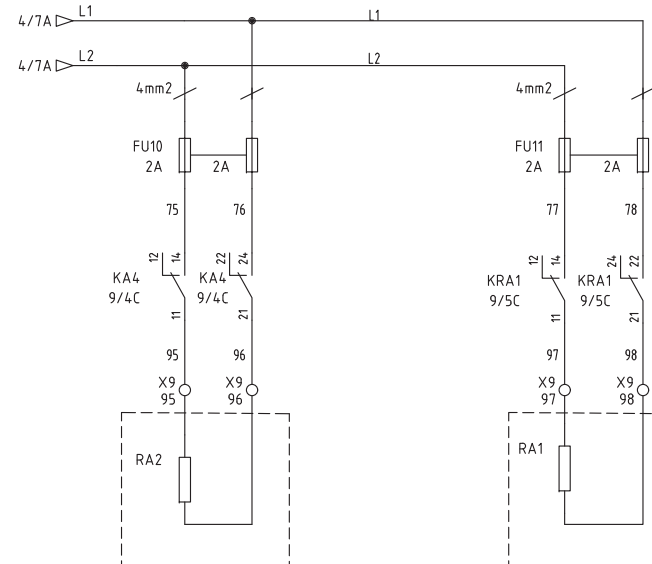 4/7A L1 L1
4/7A L2 L2
4mm2 4mm2
FU10 FU11
2A 2A 2A 2A
75 76 77 78
12 14 22 24 12 14 24 22
KA4 KA4 KRA1 KRA1
9/4C 9/4C 9/5C 9/5C
11 21 11 21
95 96 97 98
X9 X9 X9 X9
95 96 97 98
RA2 RA1